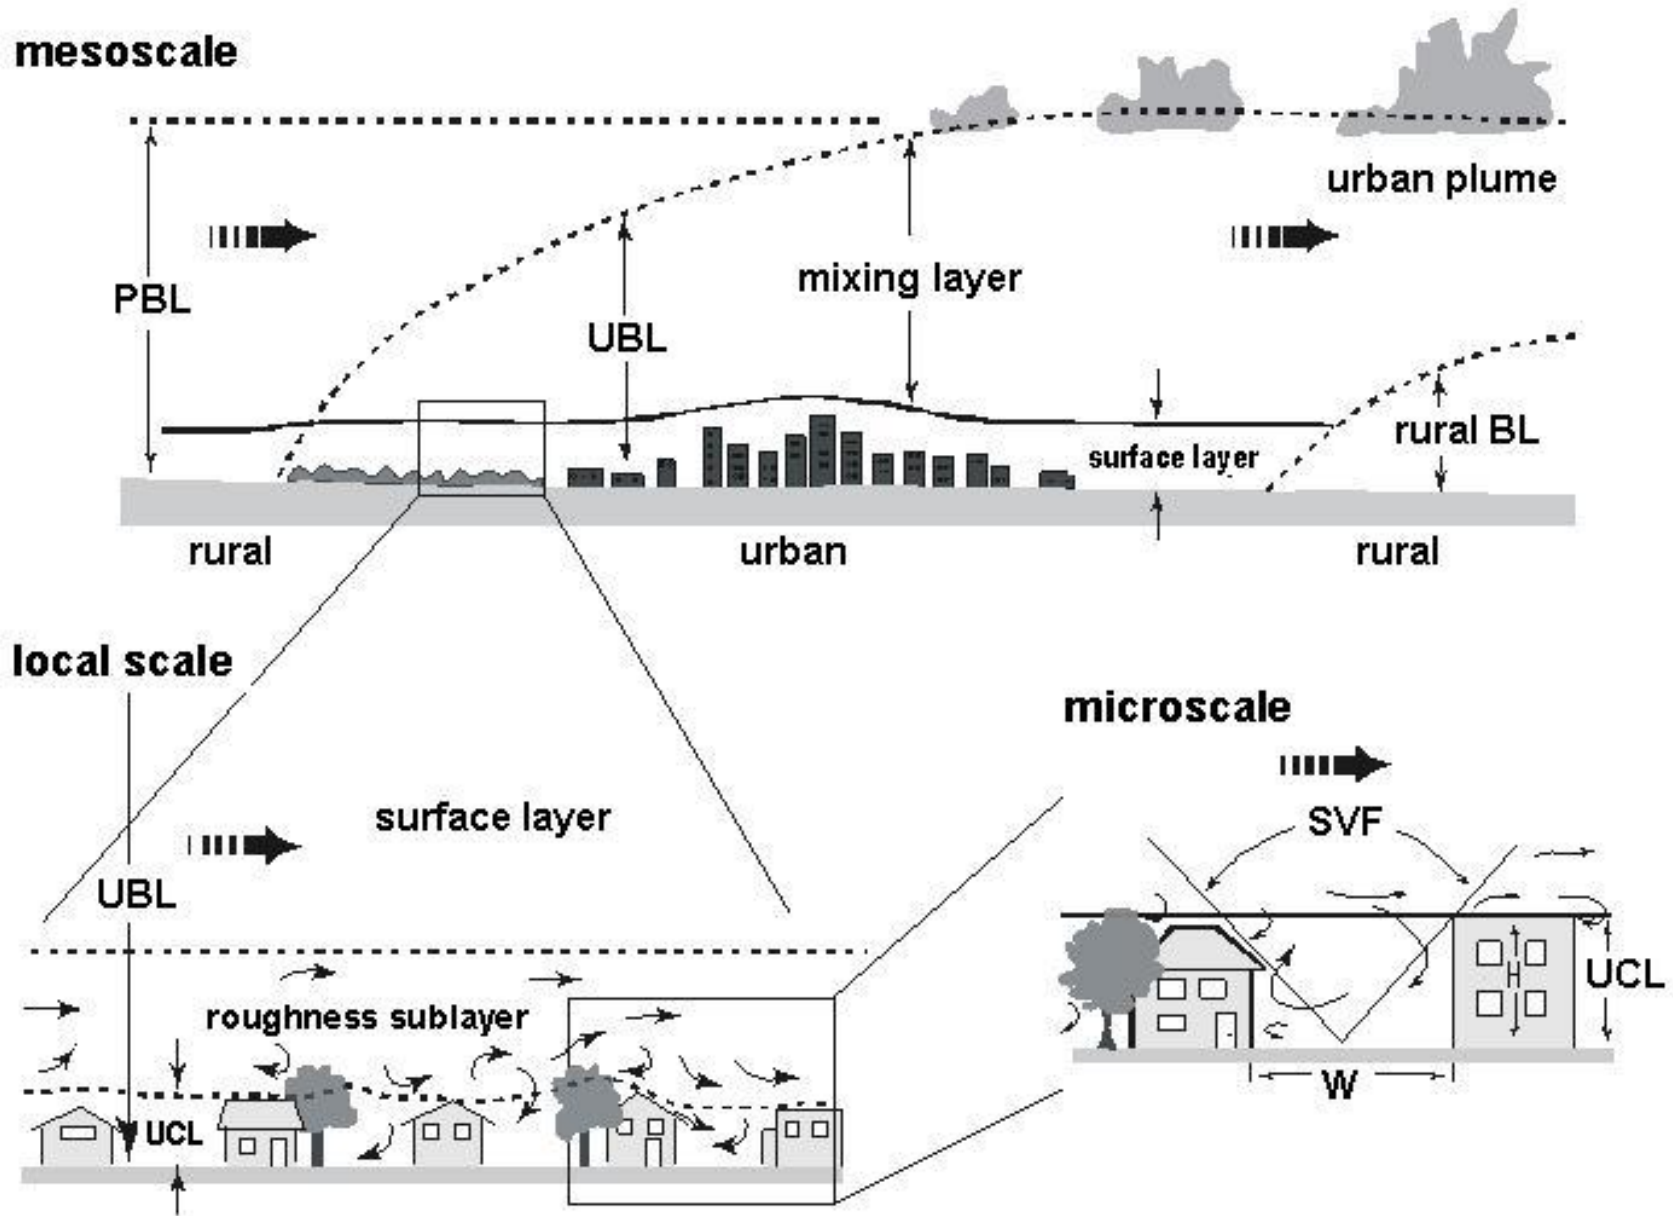 mesoscale
urban plume
PBL
mixing layer
UBL
rural BL
surface layer
rural
urban
rural
local scale
surface layer
UBL
roughness sublayer
UCL
microscale
SVF
H
UCL
W